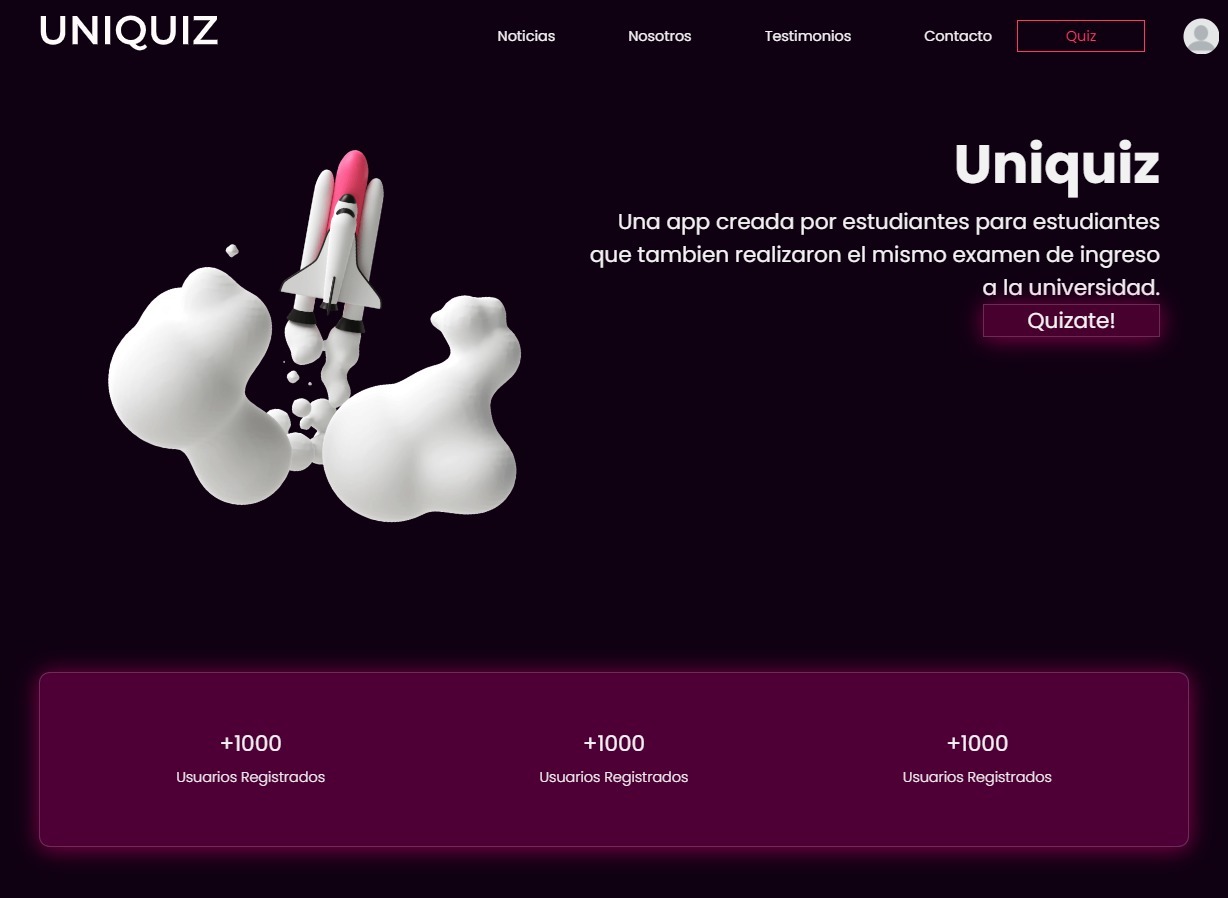 UNIQUIZ
Noticias Nosotros Testimonios Contacto Quiz
Uniquiz
Una app creada por estudiantes para estudiantes
que tambien realizaron el mismo examen de ingreso
a la universidad.
Quizate!
+1000 +1000 +1000
Usuarios Registrados Usuarios Registrados Usuarios Registrados